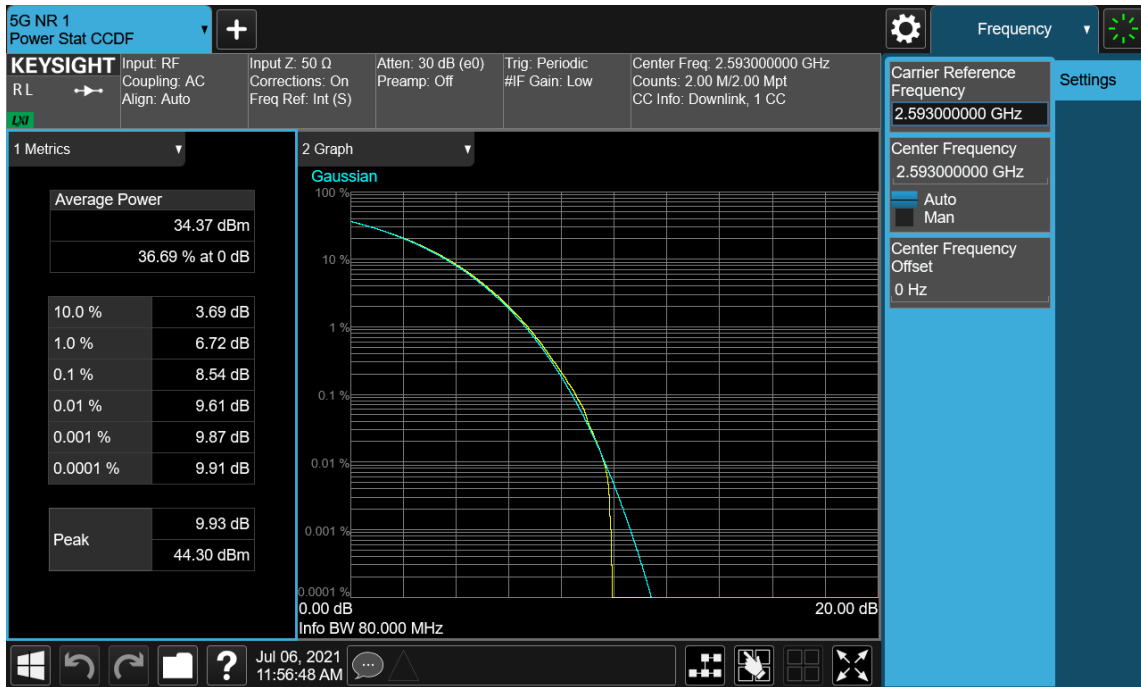 5G NR 1
Power Stat CCDF
Frequency
KEYSIGHT
R L
LXI
Input: RF
Coupling: AC
Align: Auto
Input Z: 50 Ω
Corrections: On
Freq Ref: Int (S)
Atten: 30 dB (e0)
Preamp: Off
Trig: Periodic
#IF Gain: Low
Center Freq: 2.593000000 GHz
Counts: 2.00 M/2.00 Mpt
CC Info: Downlink, 1 CC
Carrier Reference
Frequency
2.593000000 GHz
Settings
Center Frequency
2.593000000 GHz
Auto
Man
Center Frequency
Offset
0 Hz
1 Metrics
Average Power
34.37 dBm
36.69 % at 0 dB
10.0 % 3.69 dB
1.0 % 6.72 dB
0.1 % 8.54 dB
0.01 % 9.61 dB
0.001 % 9.87 dB
0.0001 % 9.91 dB
Peak
9.93 dB
44.30 dBm
2 Graph
Gaussian
100 %
10 %
1 %
0.1 %
0.01 %
0.001 %
0.0001 %
0.00 dB 20.00 dB
Info BW 80.000 MHz
?
Jul 06, 2021
11:56:48 AM